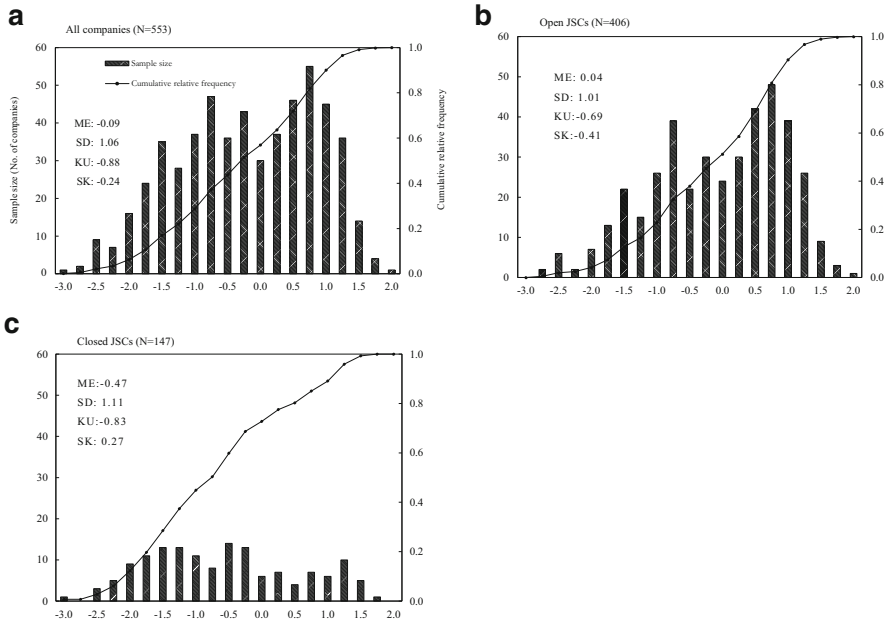 a
All companies (N=553)
60
50
40
30
20
10
0
Sample size (No. of companies)
Sample size
Cumulative relative frequency
ME: -0.09
SD: 1.06
KU: -0.88
SK: -0.24
1.0
0.8
0.6
0.4
0.2
0.0
Cumulative relative frequency
-3.0 -2.5 -2.0 -1.5 -1.0 -0.5 0.0 0.5 1.0 1.5 2.0
b
Open JSCs (N=406)
60
50
40
30
20
10
0
ME: 0.04
SD: 1.01
KU: -0.69
SK: -0.41
1.0
0.8
0.6
0.4
0.2
0.0
-3.0 -2.5 -2.0 -1.5 -1.0 -0.5 0.0 0.5 1.0 1.5 2.0
c
Closed JSCs (N=147)
60
50
40
30
20
10
0
ME:-0.47
SD: 1.11
KU:-0.83
SK: 0.27
1.0
0.8
0.6
0.4
0.2
0.0
-3.0 -2.5 -2.0 -1.5 -1.0 -0.5 0.0 0.5 1.0 1.5 2.0